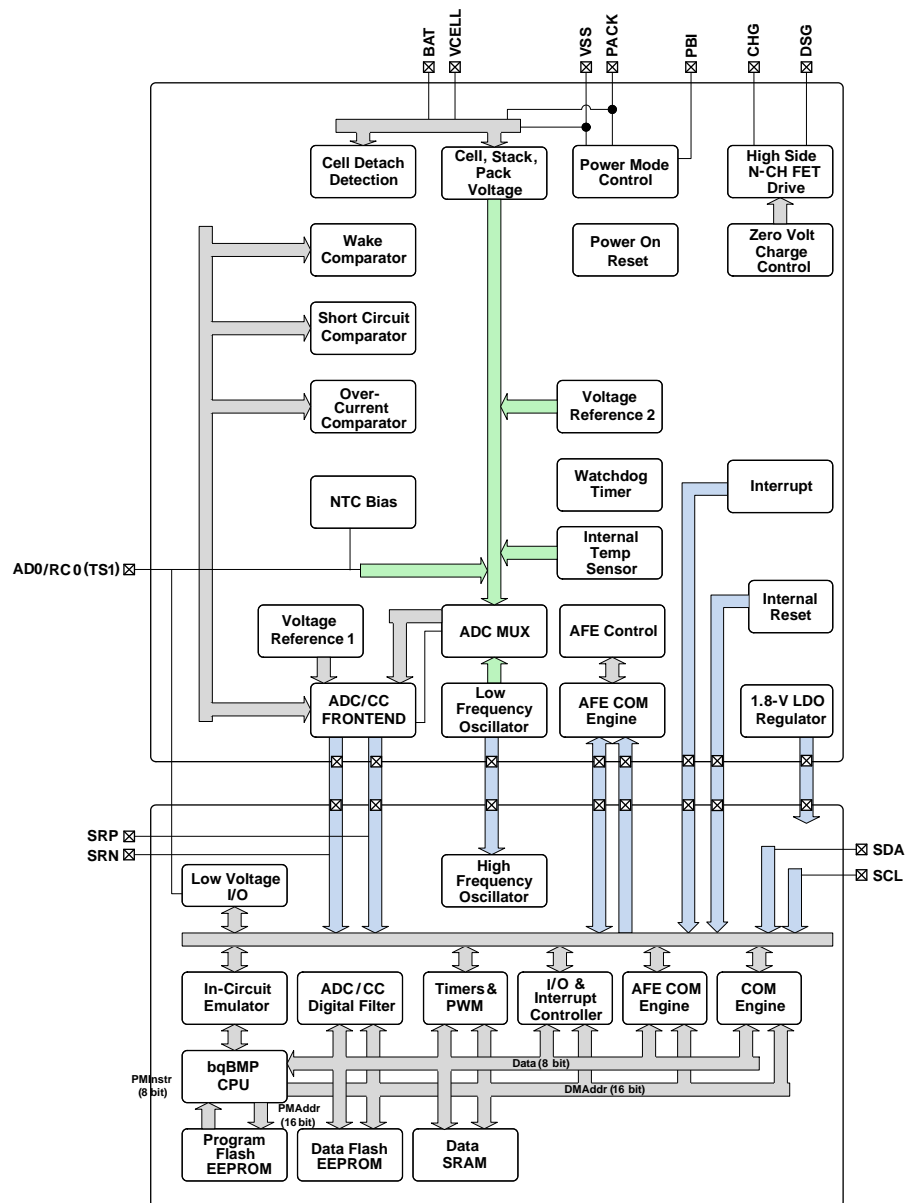 BAT
VCELL
VSS
PACK
PBI
CHG
DSG
Cell Detach
Detection
Cell, Stack,
Pack
Voltage
Power Mode
Control
High Side
N-CH FET
Drive
Wake
Comparator
Power On
Reset
Zero Volt
Charge
Control
Short Circuit
Comparator
Over-
Current
Comparator
Voltage
Reference 2
NTC Bias
Watchdog
Timer
Interrupt
AD0/RC0 (TS1)
Internal
Temp
Sensor
Voltage
Reference 1
ADC MUX
AFE Control
Internal
Reset
ADC/CC
FRONTEND
Low
Frequency
Oscillator
AFE COM
Engine
1.8-V LDO
Regulator
SRP
SRN
SDA
SCL
Low Voltage
I/O
High
Frequency
Oscillator
In-Circuit
Emulator
ADC/CC
Digital Filter
Timers &
PWM
I/O &
Interrupt
Controller
AFE COM
Engine
COM
Engine
bqBMP
CPU
Data (8 bit)
PMInstr
(8 bit)
DMAddr (16 bit)
PMAddr
(16 bit)
Program
Flash
EEPROM
Data Flash
EEPROM
Data
SRAM